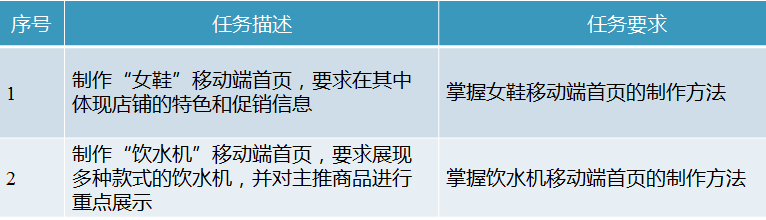 序号 任务描述 任务要求
1 制作“女鞋”移动端首页，要求在其中
体现店铺的特色和促销信息 掌握女鞋移动端首页的制作方法
2 制作“饮水机”移动端首页，要求展现
多种款式的饮水机，并对主推商品进行
重点展示 掌握饮水机移动端首页的制作方法